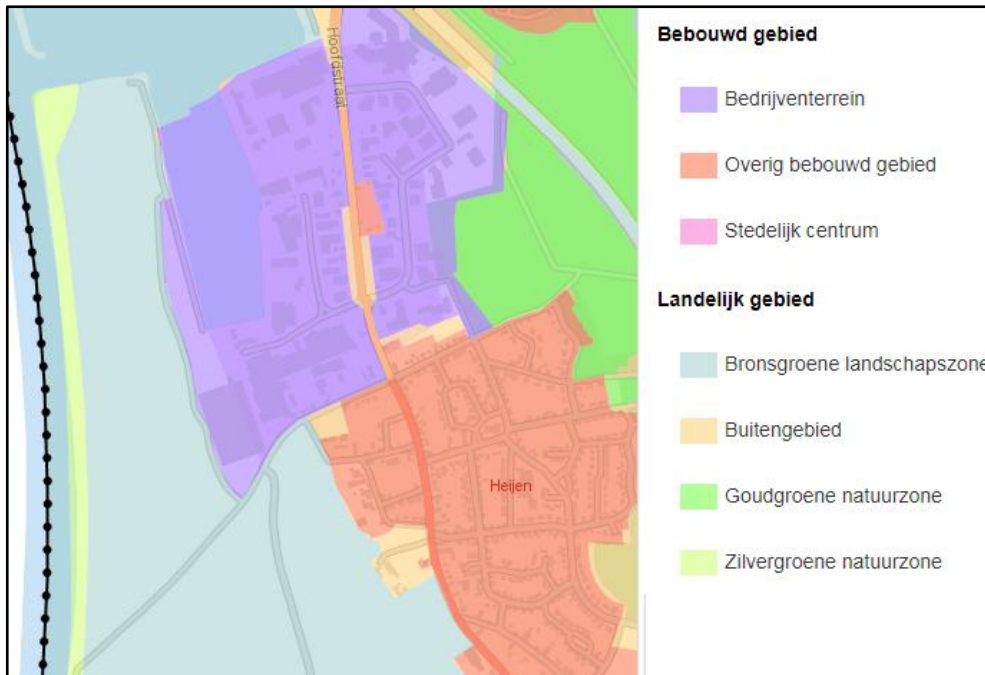 Hoofdstraat
Heijen
Bebouwd gebied
Bedrijventerrein
Overig bebouwd gebied
Stedelijk centrum
Landelijk gebied
Bronsgroene landschapszone
Buitengebied
Goudgroene natuurzone
Zilvergroene natuurzone